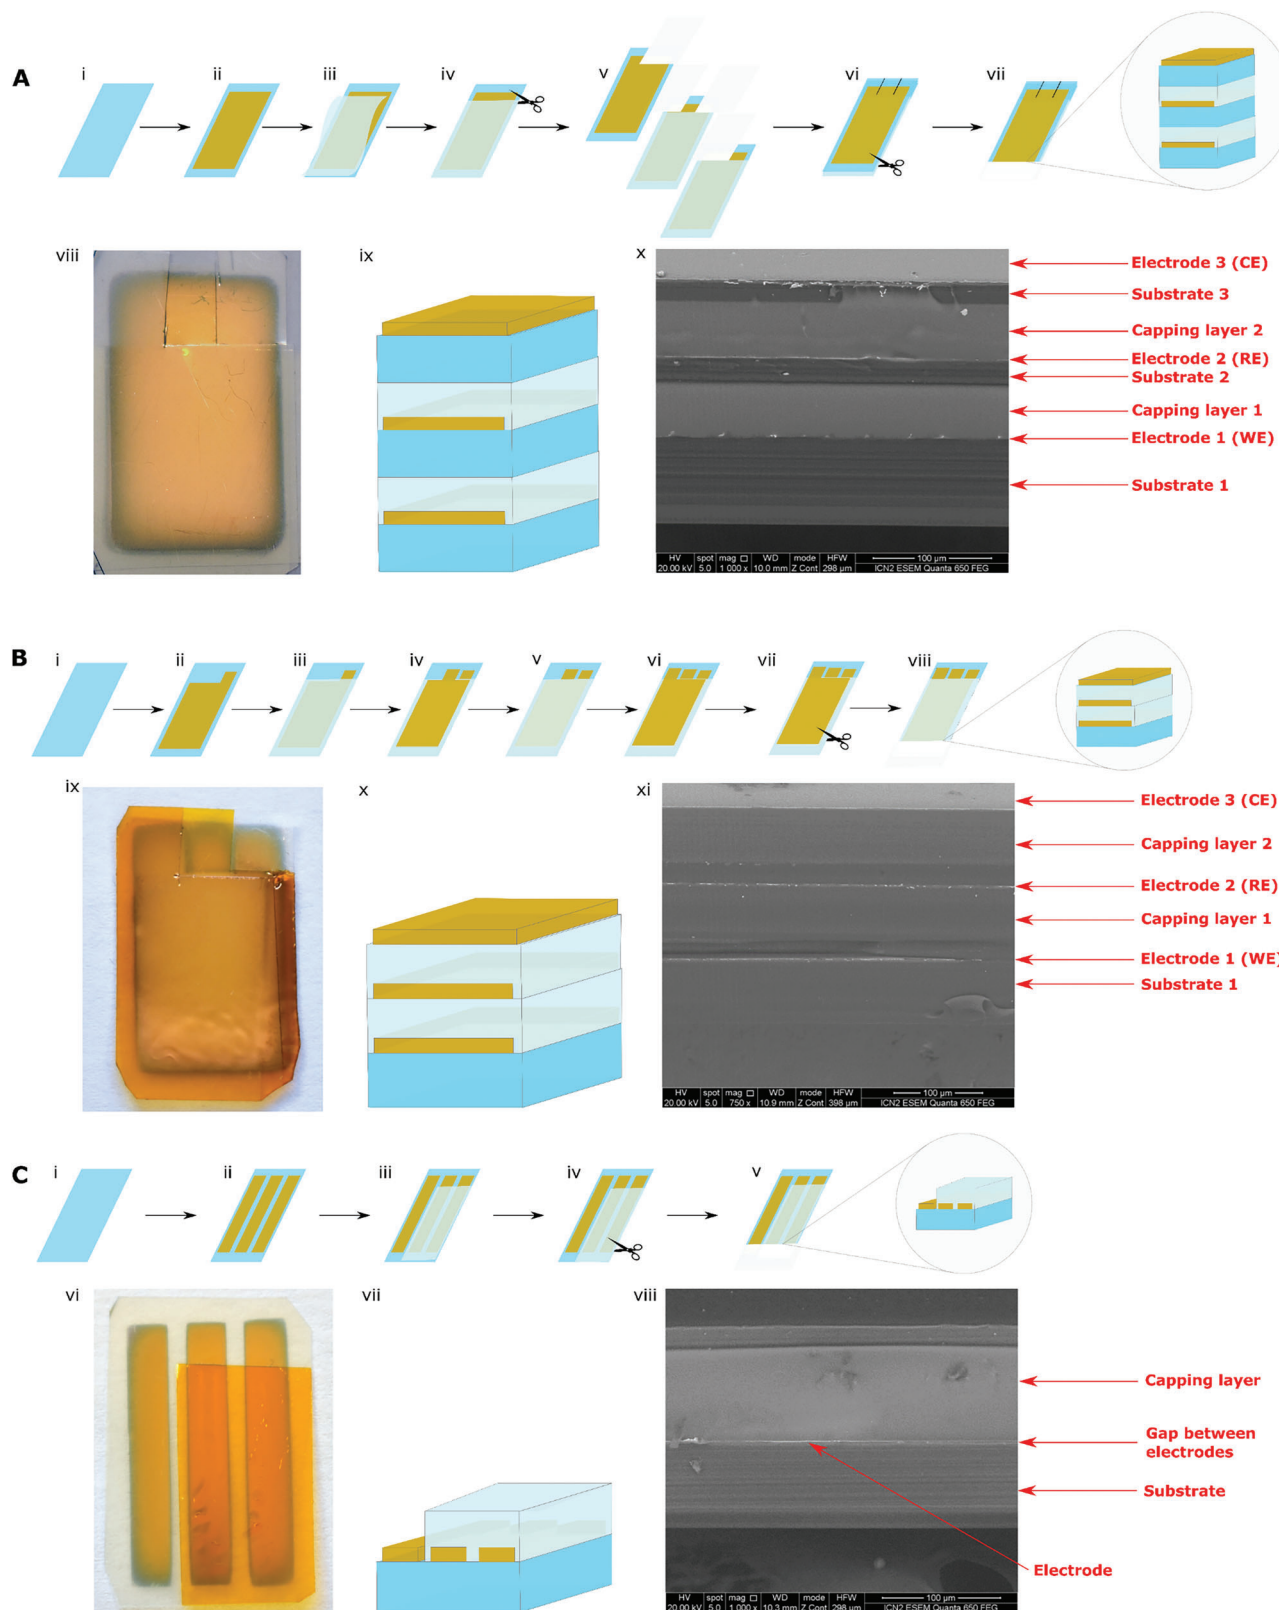 A
i
ii
iii
iv
v
vi
vii
viii
ix
x
Electrode 3 (CE)
Substrate 3
Capping layer 2
Electrode 2 (RE)
Substrate 2
Capping layer 1
Electrode 1 (WE)
Substrate 1
HV spot mag □ WD mode HFW 100 µm
20.00 kV 5.0 1 000 x 10.0 mm Z Cont 298 µm ICN2 ESEM Quanta 650 FEG
B
i
ii
iii
iv
v
vi
vii
viii
ix
x
xi
Electrode 3 (CE)
Capping layer 2
Electrode 2 (RE)
Capping layer 1
Electrode 1 (WE)
Substrate 1
HV spot mag □ WD mode HFW 100 µm
20.00 kV 5.0 750 x 10.9 mm Z Cont 398 µm ICN2 ESEM Quanta 650 FEG
C
i
ii
iii
iv
v
vi
vii
viii
Capping layer
Gap between
electrodes
Substrate
Electrode
HV spot mag □ WD mode HFW 100 µm
20.00 kV 5.0 1 000 x 10.3 mm Z Cont 298 µm ICN2 ESEM Quanta 650 FEG